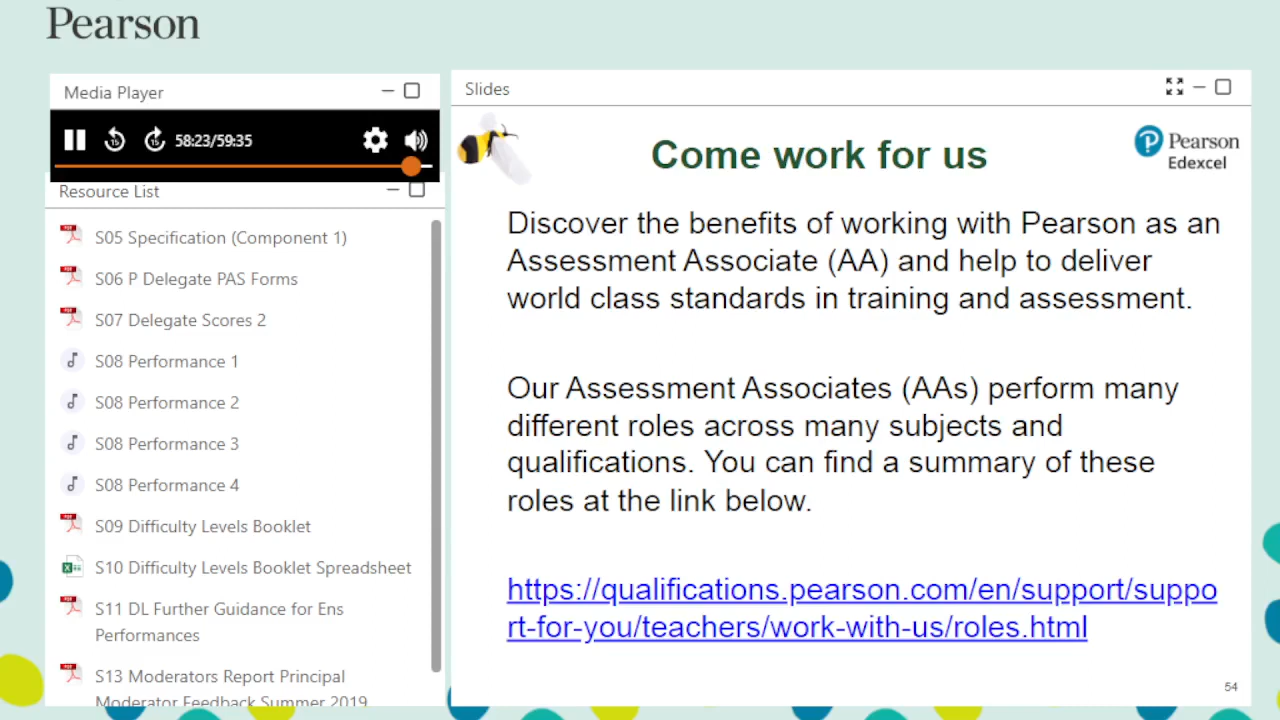 Pearson
Media Player
15
15
58:23/59:35
Resource List
S05 Specification (Component 1)
S06 P Delegate PAS Forms
S07 Delegate Scores 2
S08 Performance 1
S08 Performance 2
S08 Performance 3
S08 Performance 4
S09 Difficulty Levels Booklet
S10 Difficulty Levels Booklet Spreadsheet
S11 DL Further Guidance for Ens
Performances
S13 Moderators Report Principal
Moderator Feedback Summer 2019
Slides
Come work for us
Pearson
Edexcel
Discover the benefits of working with Pearson as an
Assessment Associate (AA) and help to deliver
world class standards in training and assessment.
Our Assessment Associates (AAs) perform many
different roles across many subjects and
qualifications. You can find a summary of these
roles at the link below.
https://qualifications.pearson.com/en/support/suppo
rt-for-you/teachers/work-with-us/roles.html
54